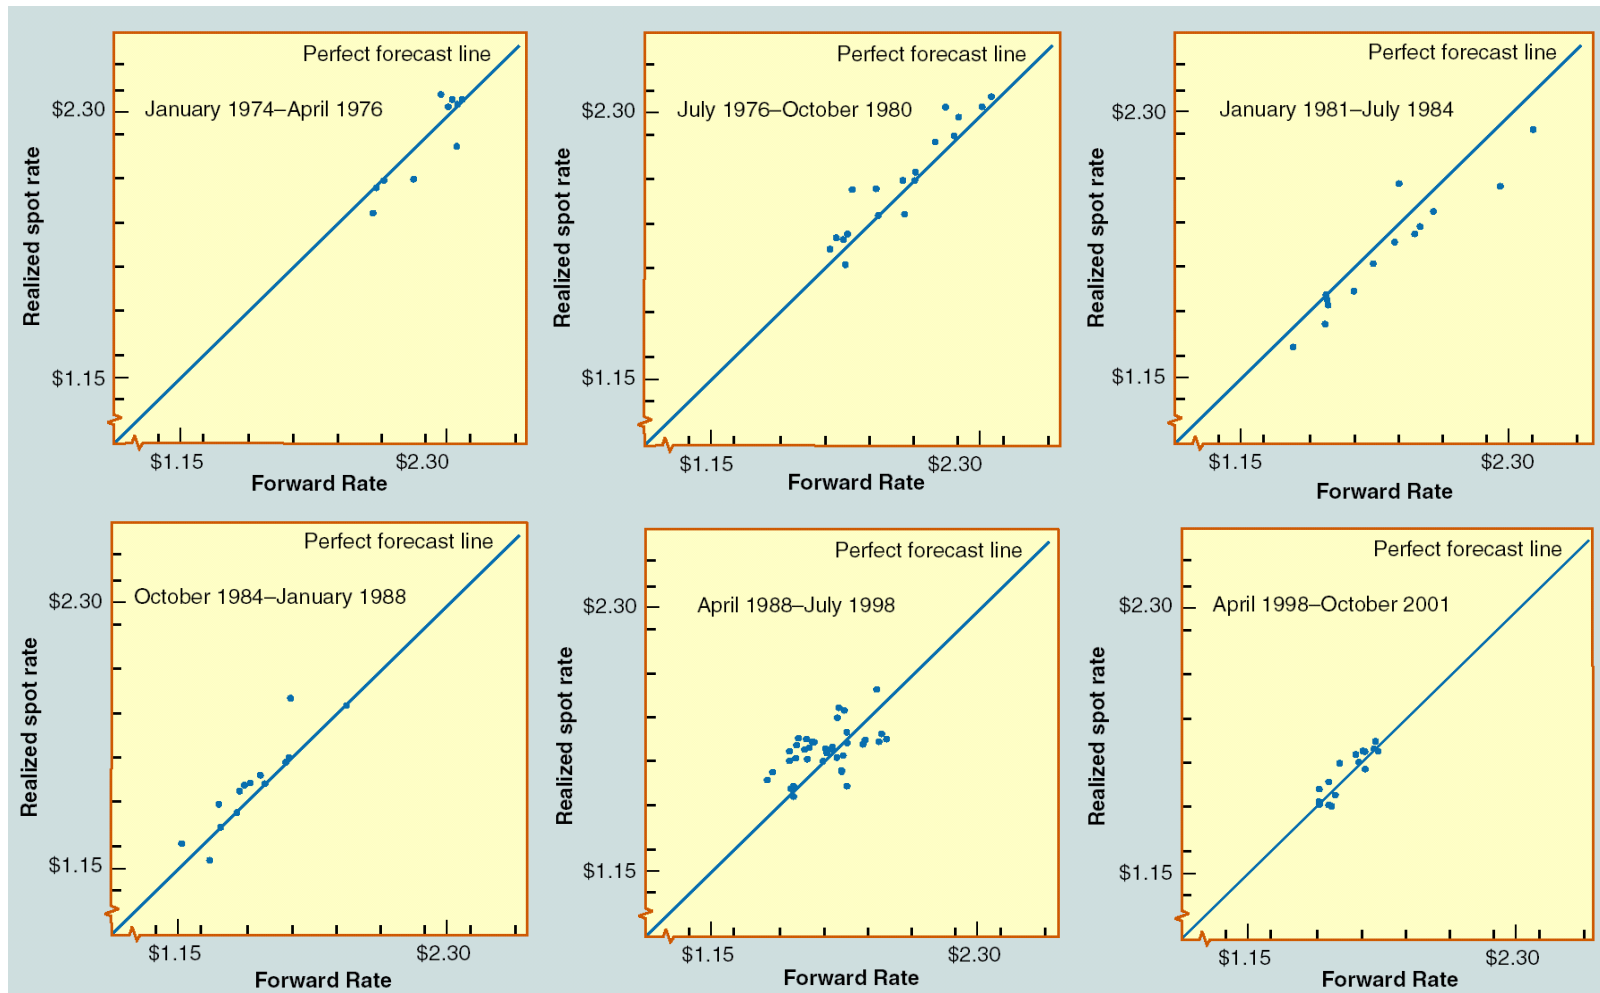 Perfect forecast line
January 1974–April 1976
$2.30
$1.15
Realized spot rate
$1.15 $2.30
Forward Rate
Perfect forecast line
July 1976–October 1980
$2.30
$1.15
Realized spot rate
$1.15 $2.30
Forward Rate
Perfect forecast line
January 1981–July 1984
$2.30
$1.15
Realized spot rate
$1.15 $2.30
Forward Rate
Perfect forecast line
October 1984–January 1988
$2.30
$1.15
Realized spot rate
$1.15 $2.30
Forward Rate
Perfect forecast line
April 1988–July 1998
$2.30
$1.15
Realized spot rate
$1.15 $2.30
Forward Rate
Perfect forecast line
April 1998–October 2001
$2.30
$1.15
Realized spot rate
$1.15 $2.30
Forward Rate